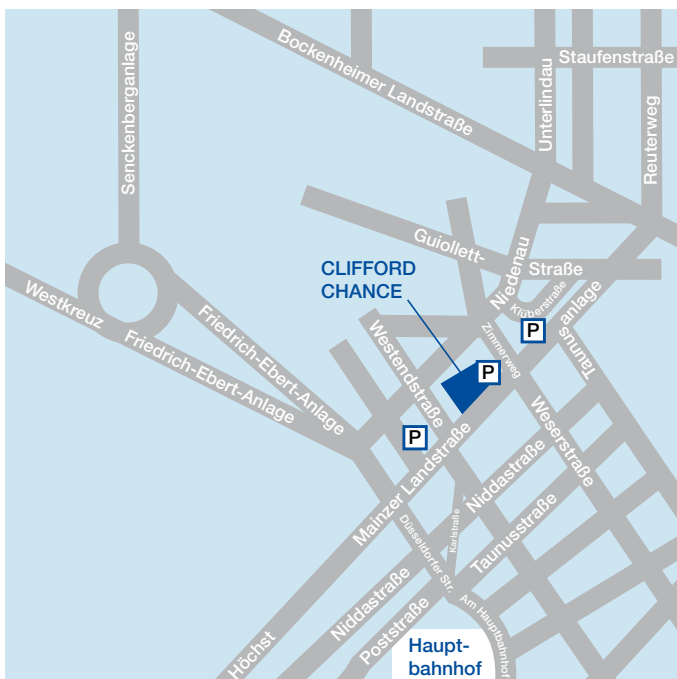 Senckenberganlage
Bockenheimer Landstraße
Staufenstraße
Unterlindau
Reuterweg
Guiollett-
Straße
CLIFFORD
CHANCE
Niedenau
Klüberstraße
P
anlage
Taunus
Westkreuz
Friedrich-Ebert-Anlage
Friedrich-Ebert-Anlage
Westendstraße
Zimmerweg
P
P
Weserstraße
Mainzer Landstraße
Niddastraße
Karlstraße
Düsseldorfer Str.
Taunusstraße
Niddastraße
Poststraße
Am Hauptbahnhof
Höchst
Haupt-
bahnhof